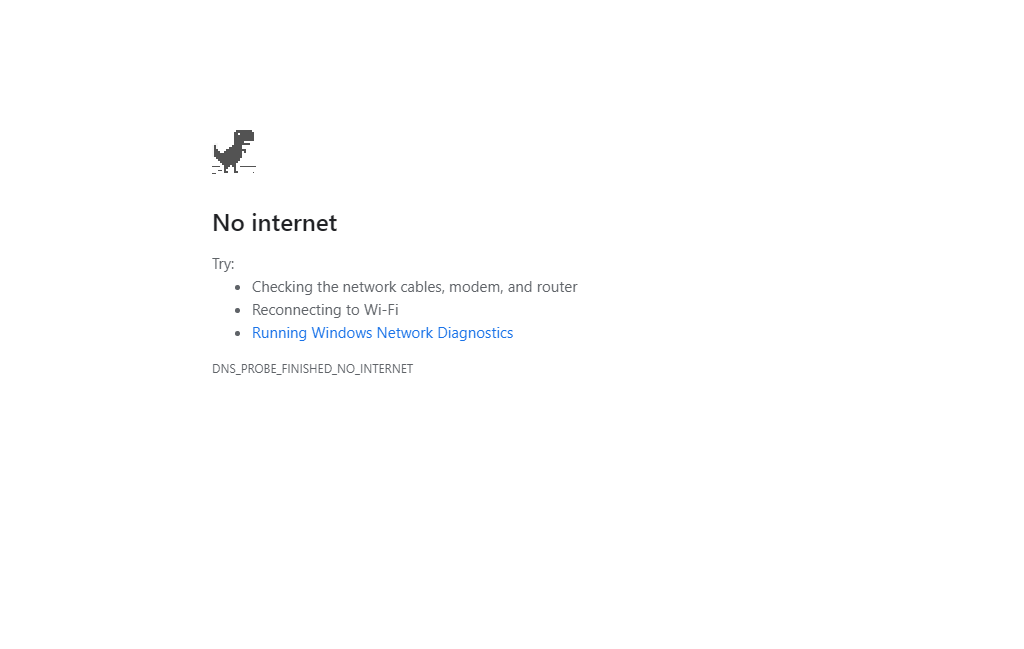 No internet
Try:
Checking the network cables, modem, and router
Reconnecting to Wi-Fi
Running Windows Network Diagnostics
DNS_PROBE_FINISHED_NO_INTERNET